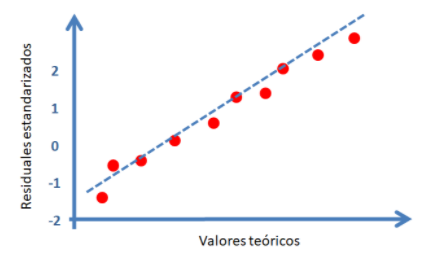 Residuales estandarizados
2
1
0
-1
-2
Valores teóricos